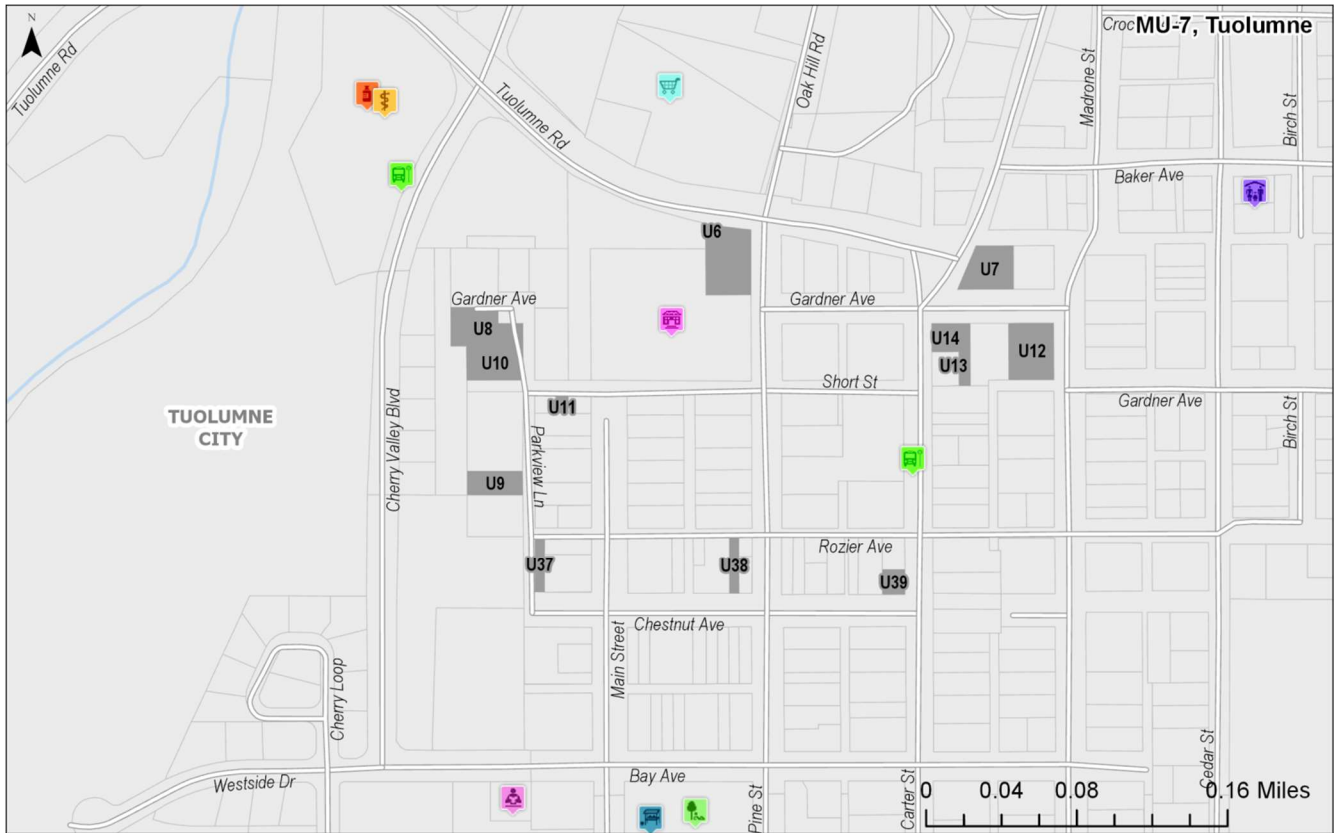 N
Croc
MU-7, Tuolumne
Tuolumne Rd
Oak Hill Rd
Madrone St
Birch St
Tuolumne Rd
Baker Ave
U6
U7
Gardner Ave
Gardner Ave
U8
U14
U12
U10
U13
Short St
U11
Gardner Ave
Birch St
TUOLUMNE
CITY
Cherry Valley Blvd
Parkview Ln
U9
Rozier Ave
U37
U38
U39
Chestnut Ave
Main Street
Cherry Loop
Cedar St
Westside Dr
Bay Ave
Pine St
Carter St
0 0.04 0.08 0.16 Miles